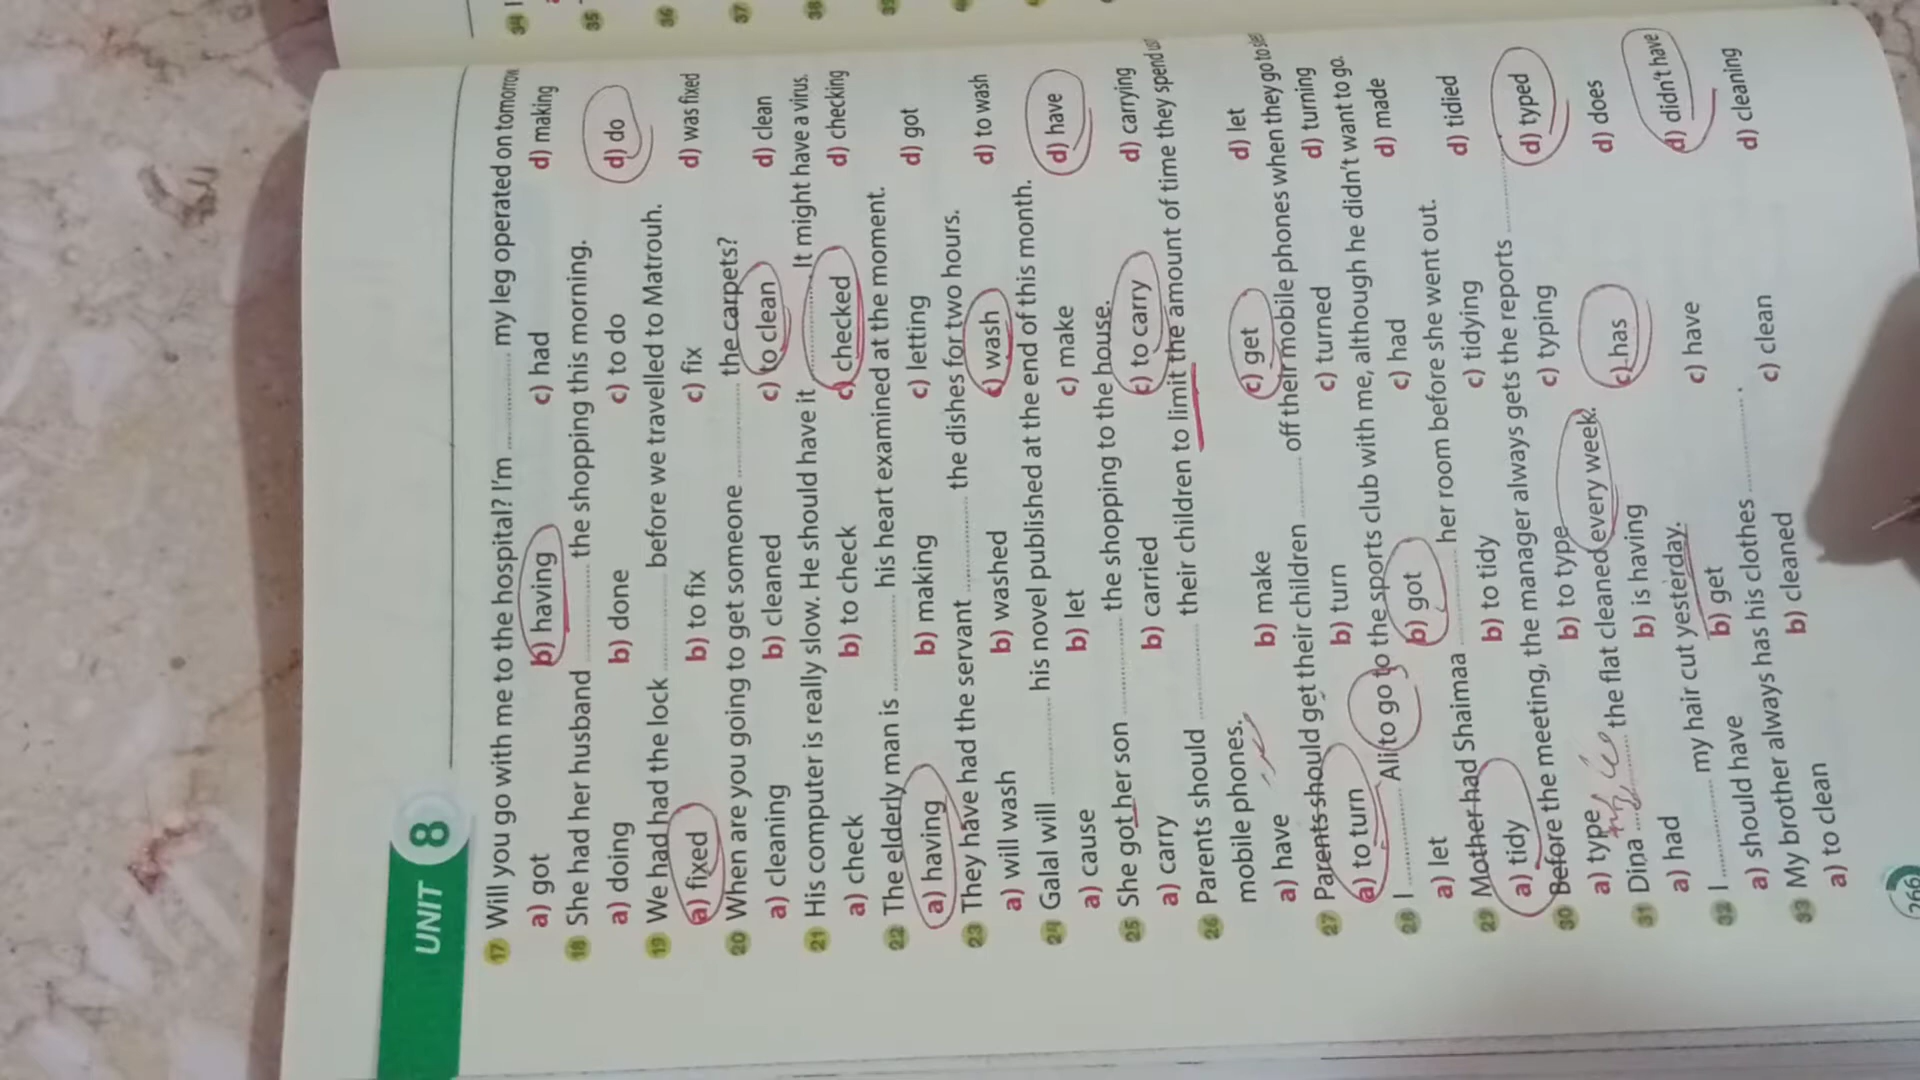 UNIT 8
17 Will you go with me to the hospital? I'm .......... my leg operated on tomorrow
a) got b) having c) had d) making
18 She had her husband .......... the shopping this morning.
a) doing b) done c) to do d) do
19 We had had the lock .......... before we travelled to Matrouh.
a) fixed b) to fix c) fix d) was fixed
20 When are you going to get someone .......... the carpets?
a) cleaning b) cleaned c) to clean d) clean
21 His computer is really slow. He should have it .......... It might have a virus.
a) check b) to check c) checked d) checking
22 The elderly man is .......... his heart examined at the moment.
a) having b) making c) letting d) got
23 They have had the servant .......... the dishes for two hours.
a) will wash b) washed c) wash d) to wash
24 Galal will .......... his novel published at the end of this month.
a) cause b) let c) make d) have
25 She got her son .......... the shopping to the house.
a) carry b) carried c) to carry d) carrying
26 Parents should .......... their children to limit the amount of time they spend
mobile phones.
a) have b) make c) get d) let
27 Parents should get their children .......... off their mobile phones when they go to
a) to turn b) turn c) turned d) turning
28 I .......... Ali to go to the sports club with me, although he didn't want to go.
a) let b) got c) had d) made
29 Mother had Shaimaa .......... her room before she went out.
a) tidy b) to tidy c) tidying d) tidied
30 Before the meeting, the manager always gets the reports ..........
a) type b) to type c) typing d) typed
31 Dina .......... the flat cleaned every week.
a) had b) is having c) has d) does
32 I .......... my hair cut yesterday.
a) should have b) get c) have d) didn't have
33 My brother always has his clothes .......... .
a) to clean b) cleaned c) clean d) cleaning
266
34
35
36
37
38